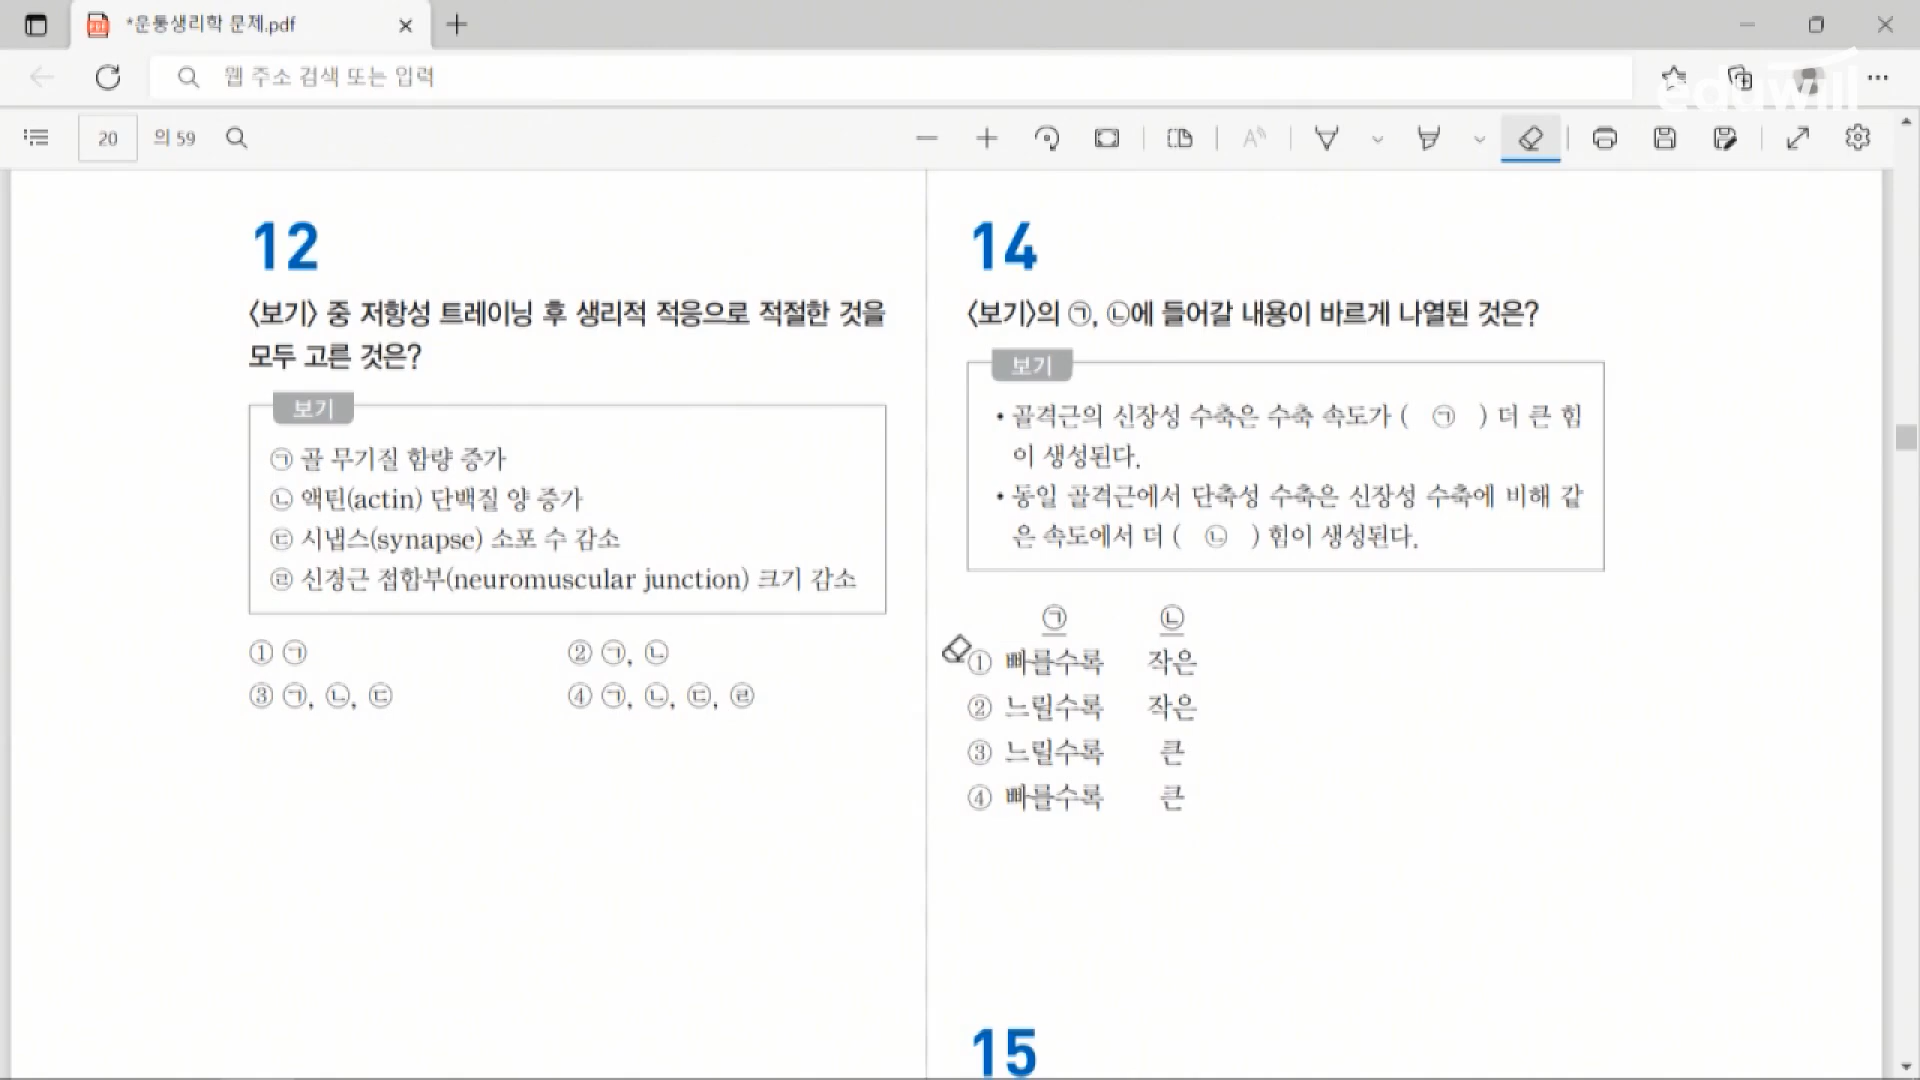 *운동생리학 문제.pdf
웹 주소 검색 또는 입력
eduwill
20 의 59
12
<보기> 중 저항성 트레이닝 후 생리적 적응으로 적절한 것을
모두 고른 것은?
보기
㉠ 골 무기질 함량 증가
㉡ 액틴(actin) 단백질 양 증가
㉢ 시냅스(synapse) 소포 수 감소
㉣ 신경근 접합부(neuromuscular junction) 크기 감소
① ㉠ ② ㉠, ㉡
③ ㉠, ㉡, ㉢ ④ ㉠, ㉡, ㉢, ㉣
14
<보기>의 ㉠, ㉡에 들어갈 내용이 바르게 나열된 것은?
보기
• 골격근의 신장성 수축은 수축 속도가 ( ㉠ ) 더 큰 힘
이 생성된다.
• 동일 골격근에서 단축성 수축은 신장성 수축에 비해 같
은 속도에서 더 ( ㉡ ) 힘이 생성된다.
㉠ ㉡
① 빠를수록 작은
② 느릴수록 작은
③ 느릴수록 큰
④ 빠를수록 큰
15